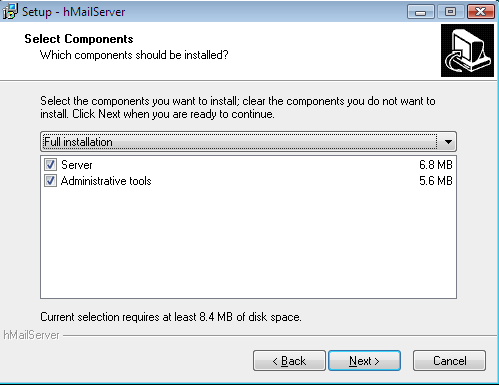 Setup - hMailServer
Select Components
Which components should be installed?
Select the components you want to install; clear the components you do not want to
install. Click Next when you are ready to continue.
Full installation
Server 6.8 MB
Administrative tools 5.6 MB
Current selection requires at least 8.4 MB of disk space.
hMailServer
< Back Next > Cancel